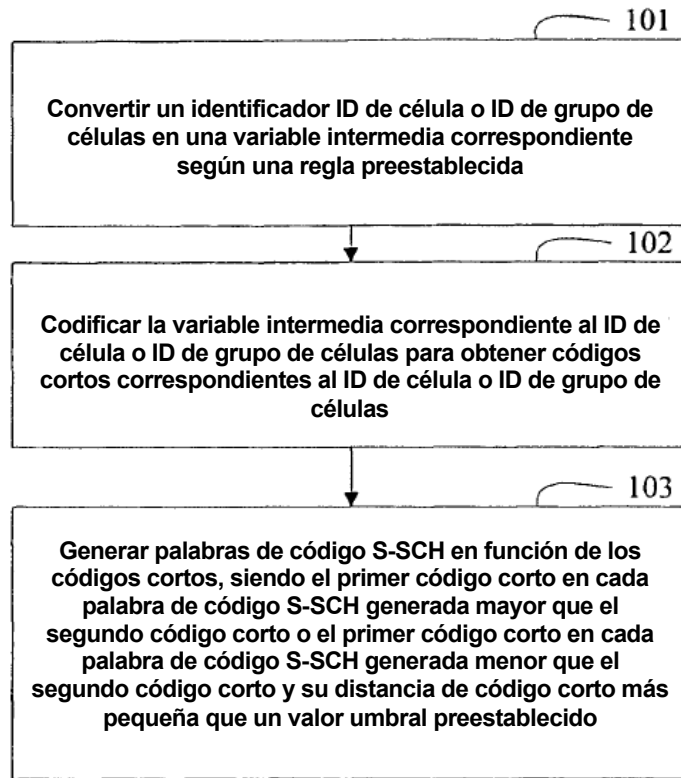 101
Convertir un identificador ID de célula o ID de grupo de
células en una variable intermedia correspondiente
según una regla preestablecida
102
Codificar la variable intermedia correspondiente al ID de
célula o ID de grupo de células para obtener códigos
cortos correspondientes al ID de célula o ID de grupo de
células
103
Generar palabras de código S-SCH en función de los
códigos cortos, siendo el primer código corto en cada
palabra de código S-SCH generada mayor que el
segundo código corto o el primer código corto en cada
palabra de código S-SCH generada menor que el
segundo código corto y su distancia de código corto más
pequeña que un valor umbral preestablecido